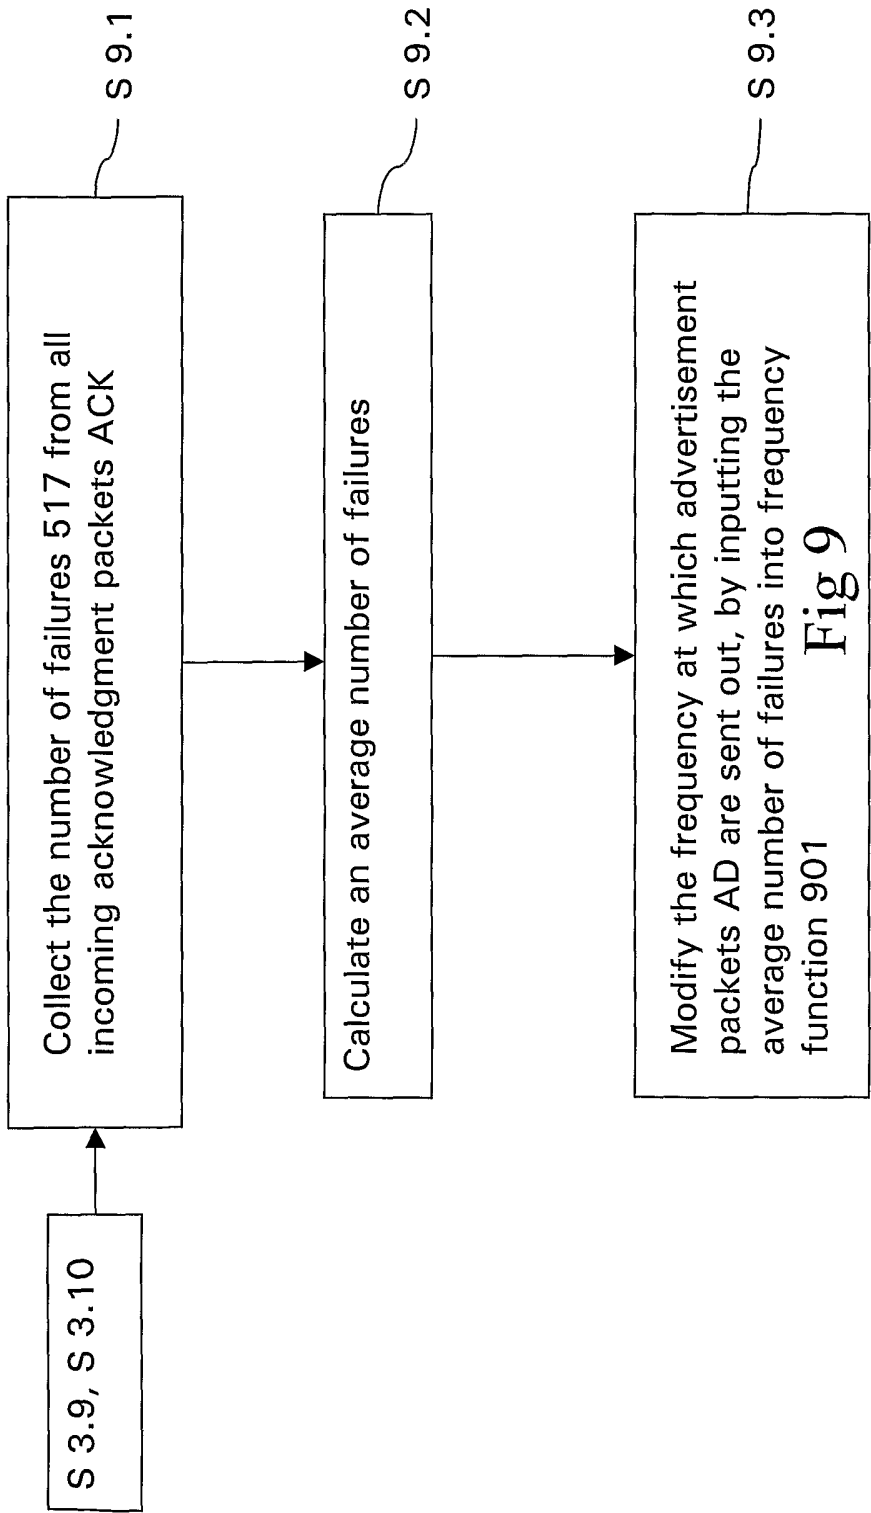 S 3.9, S 3.10
Collect the number of failures 517 from all
incoming acknowledgment packets ACK
S 9.1
Calculate an average number of failures
S 9.2
Modify the frequency at which advertisement
packets AD are sent out, by inputting the
average number of failures into frequency
function 901
S 9.3
Fig 9